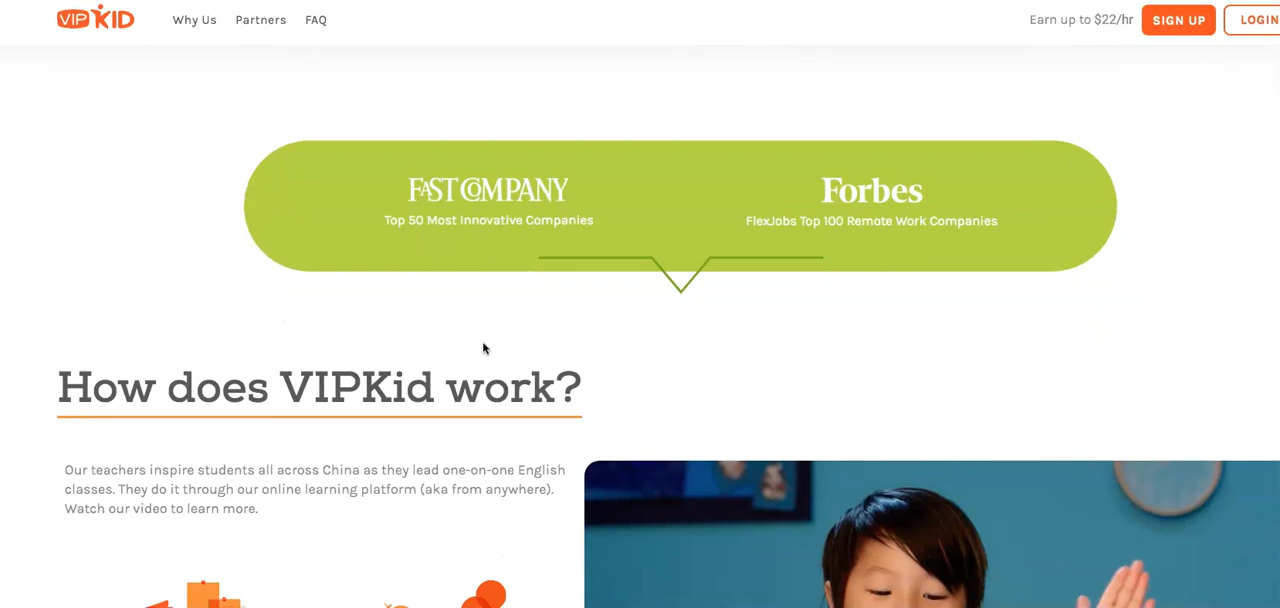 VIPKID
Why Us
Partners
FAQ
Earn up to $22/hr
SIGN UP
LOGIN
FAST COMPANY
Top 50 Most Innovative Companies
Forbes
FlexJobs Top 100 Remote Work Companies
How does VIPKid work?
Our teachers inspire students all across China as they lead one-on-one English
classes. They do it through our online learning platform (aka from anywhere).
Watch our video to learn more.